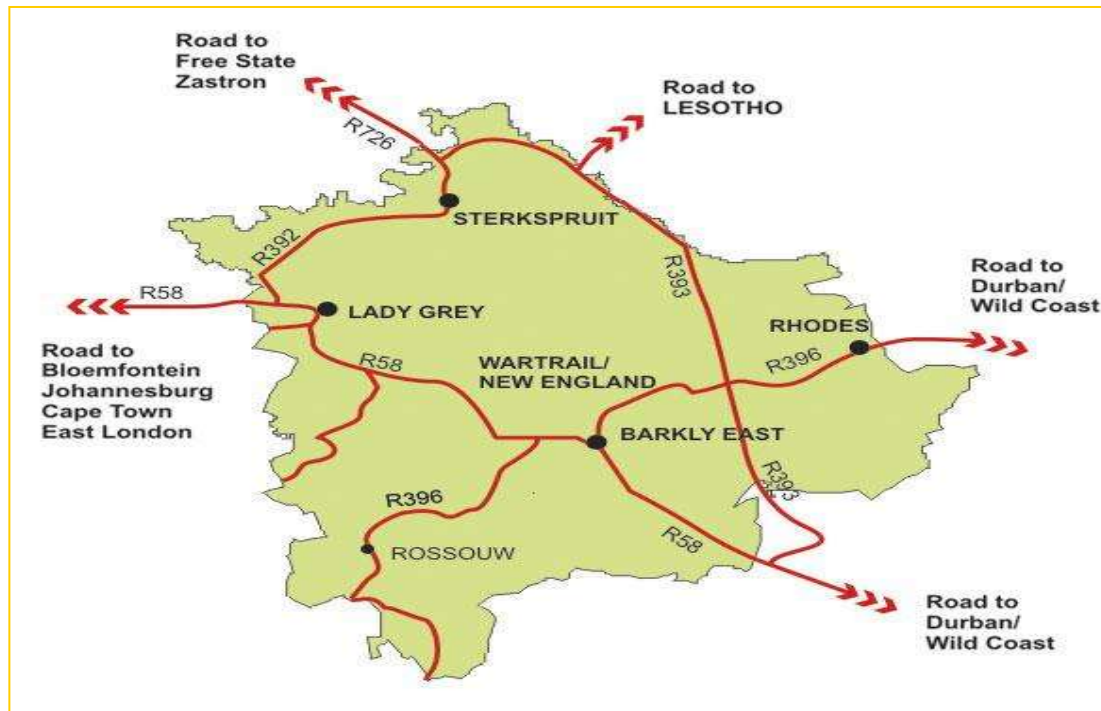 Road to
Free State
Zastron
Road to
LESOTHO
R726
STERKSPRUIT
R392
R393
Road to
Durban/
Wild Coast
R58
LADY GREY
RHODES
Road to
Bloemfontein
Johannesburg
Cape Town
East London
R58
WARTRAIL/
NEW ENGLAND
R396
BARKLY EAST
R393
R396
R58
ROSSOUW
Road to
Durban/
Wild Coast